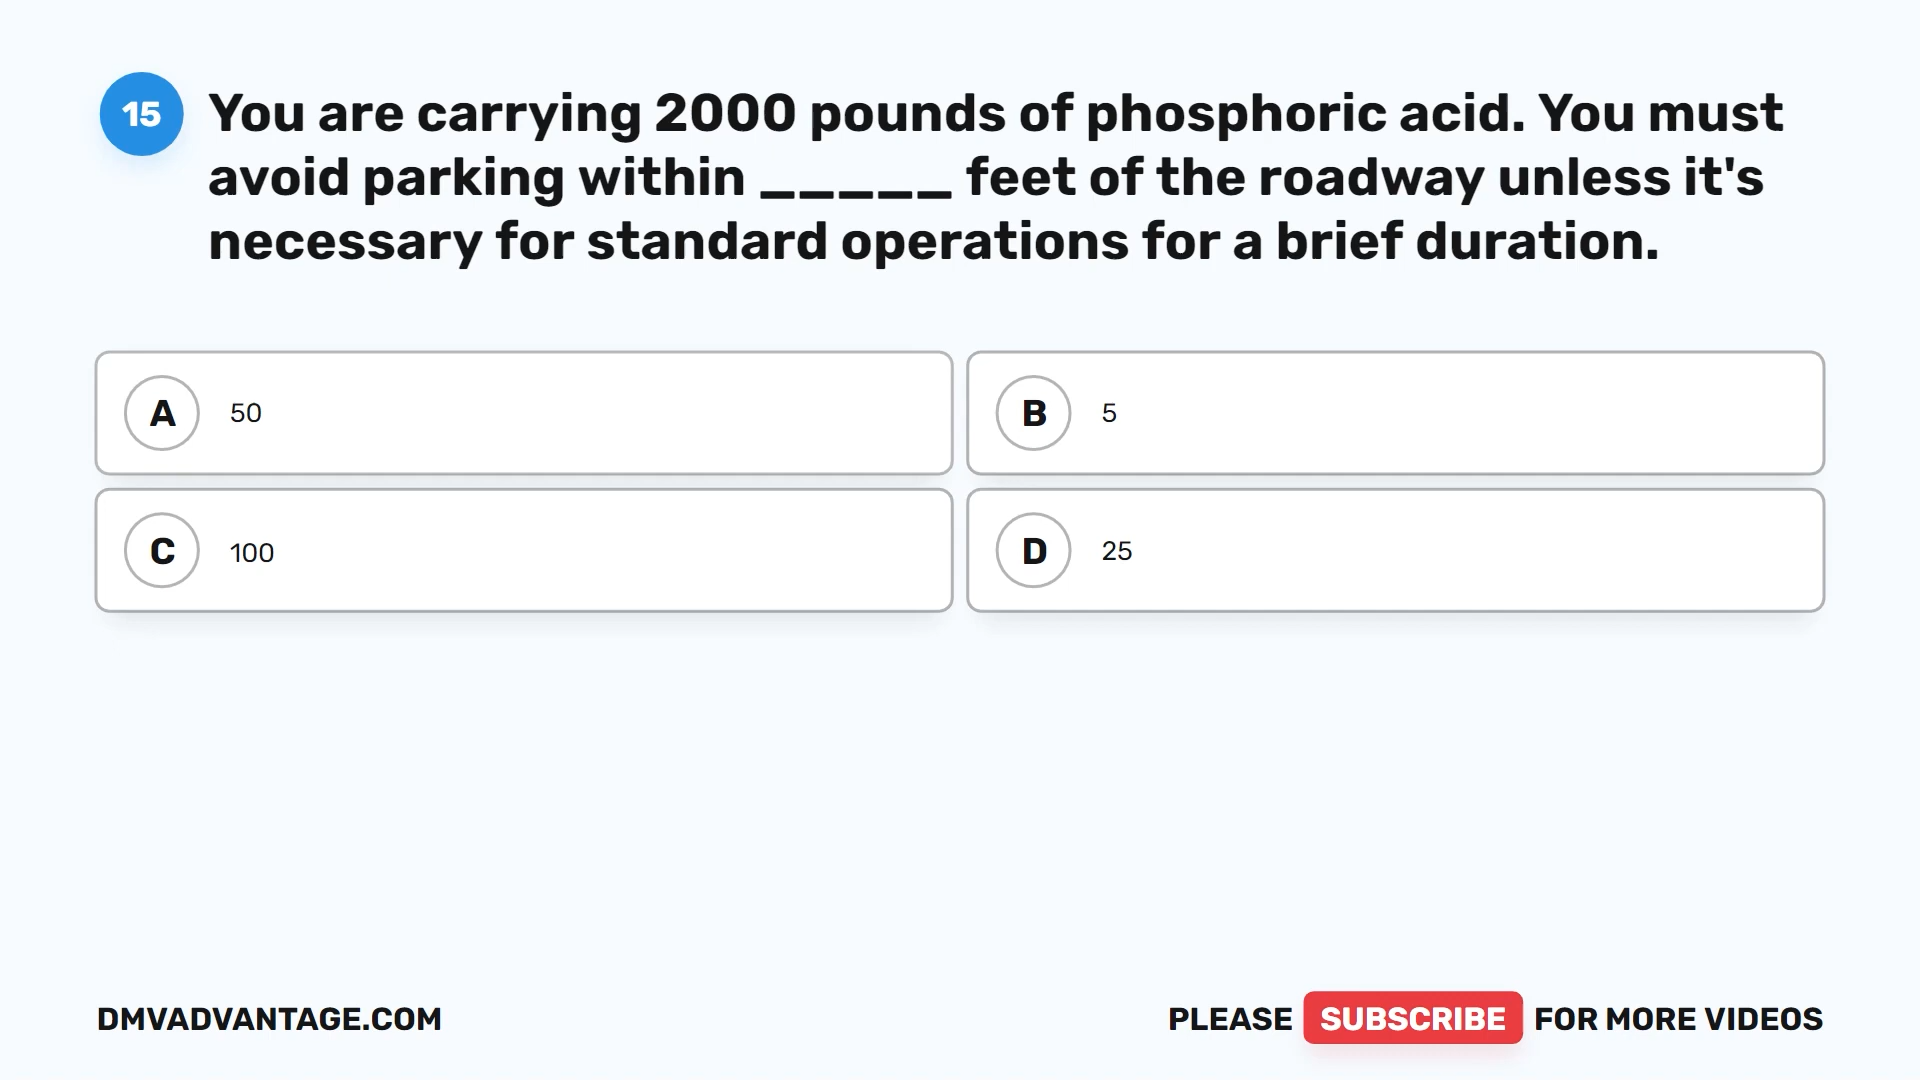 15
You are carrying 2000 pounds of phosphoric acid. You must
avoid parking within _____ feet of the roadway unless it's
necessary for standard operations for a brief duration.
A 50
B 5
C 100
D 25
DMVADVANTAGE.COM
PLEASE SUBSCRIBE FOR MORE VIDEOS